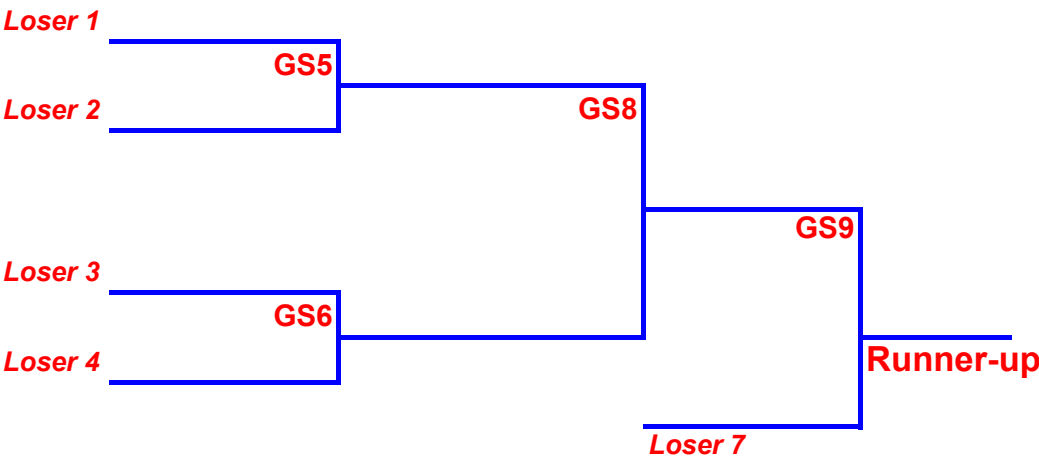 Loser 1
GS5
GS8
Loser 2
GS9
Loser 3
GS6
Loser 4
Runner-up
Loser 7